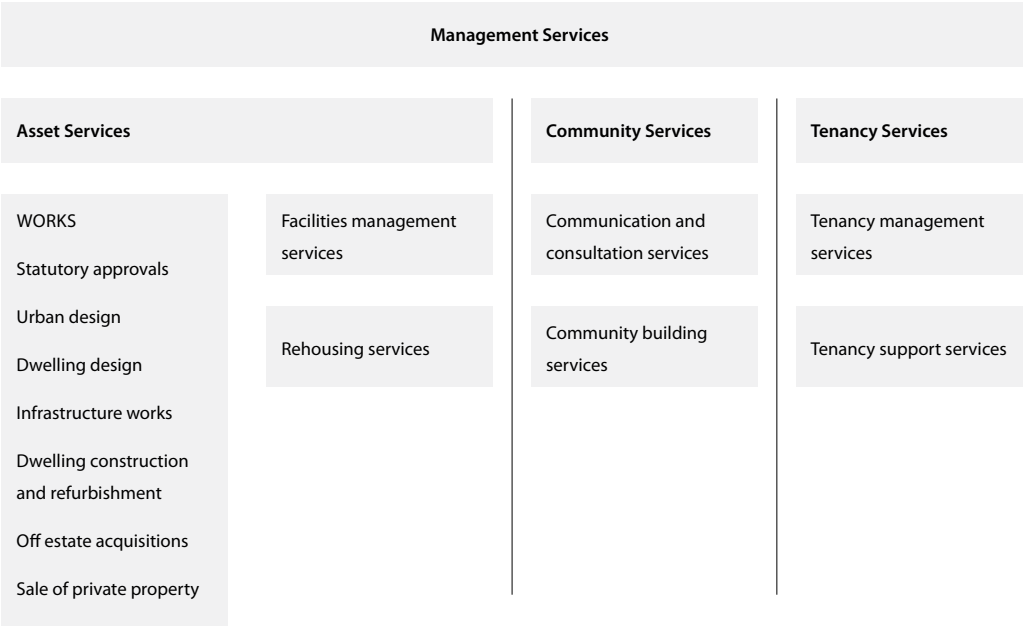 Management Services
Asset Services
Community Services
Tenancy Services
WORKS
Statutory approvals
Urban design
Dwelling design
Infrastructure works
Dwelling construction
and refurbishment
Off estate acquisitions
Sale of private property
Facilities management
services
Rehousing services
Communication and
consultation services
Community building
services
Tenancy management
services
Tenancy support services